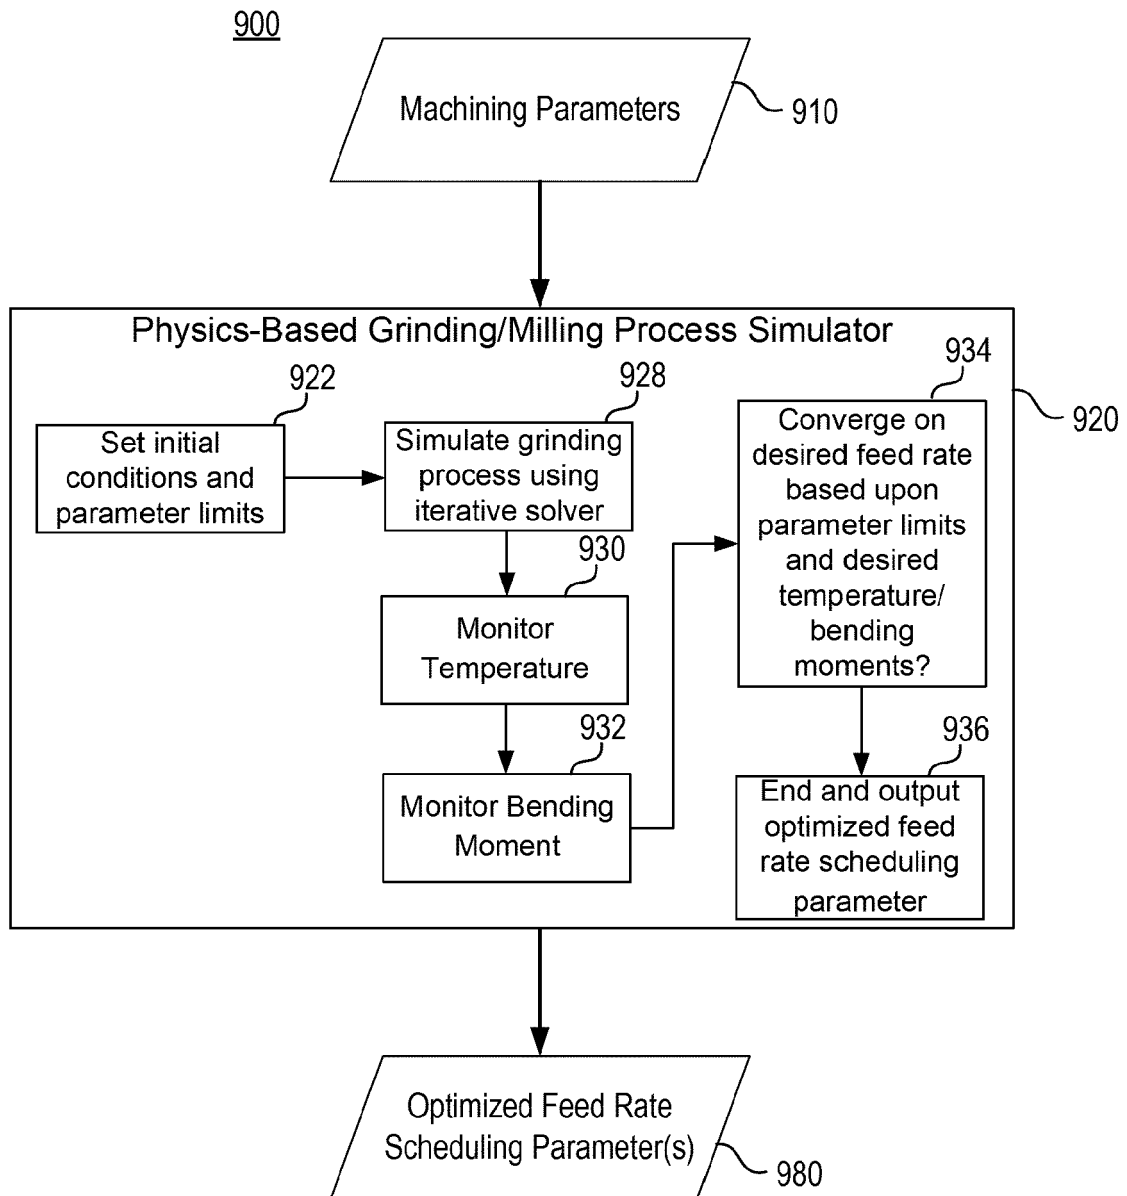 900
Machining Parameters
910
Physics-Based Grinding/Milling Process Simulator
920
922
Set initial
conditions and
parameter limits
928
Simulate grinding
process using
iterative solver
930
Monitor
Temperature
932
Monitor Bending
Moment
934
Converge on
desired feed rate
based upon
parameter limits
and desired
temperature/
bending
moments?
936
End and output
optimized feed
rate scheduling
parameter
Optimized Feed Rate
Scheduling Parameter(s)
980